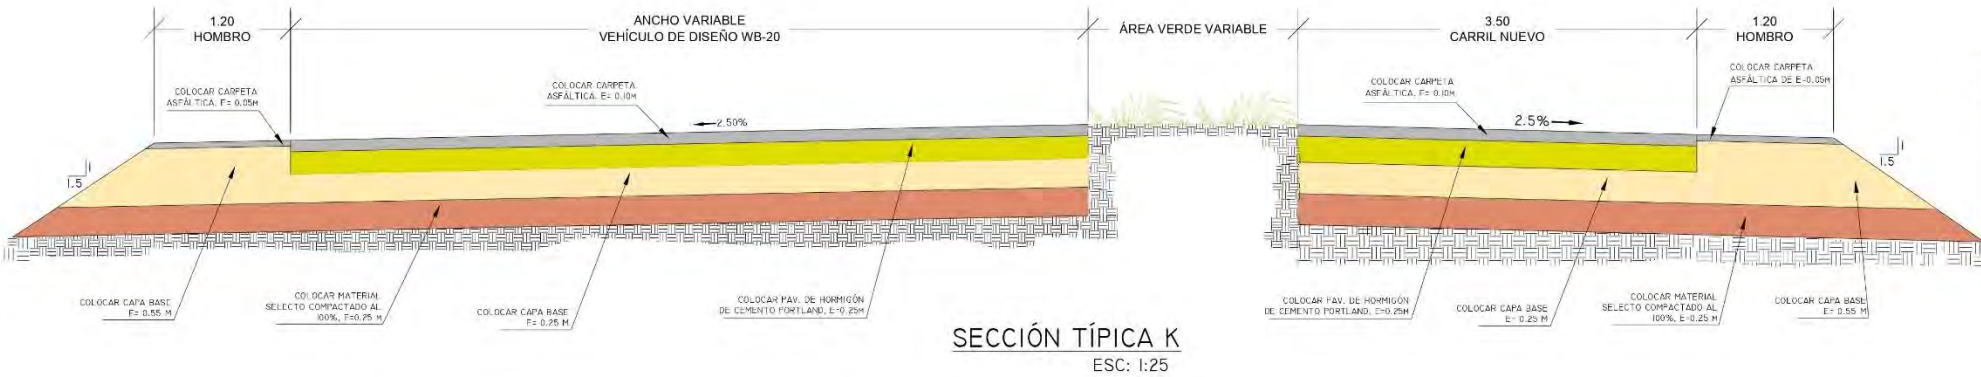 1.20
HOMBRO
ANCHO VARIABLE
VEHÍCULO DE DISEÑO WB-20
ÁREA VERDE VARIABLE
3.50
CARRIL NUEVO
1.20
HOMBRO
COLOCAR CARPETA
ASFÁLTICA, E= 0.05M
COLOCAR CARPETA
ASFÁLTICA, E= 0.10M
2.50%
COLOCAR CARPETA
ASFÁLTICA, E= 0.10M
2.5%
COLOCAR CARPETA
ASFÁLTICA DE E=0.05M
1
1.5
1
1.5
COLOCAR CAPA BASE
E= 0.55 M
COLOCAR MATERIAL
SELECTO COMPACTADO AL
100%, E=0.25 M
COLOCAR CAPA BASE
E= 0.25 M
COLOCAR PAV. DE HORMIGÓN
DE CEMENTO PORTLAND, E=0.25M
COLOCAR PAV. DE HORMIGÓN
DE CEMENTO PORTLAND, E=0.25M
COLOCAR CAPA BASE
E= 0.25 M
COLOCAR MATERIAL
SELECTO COMPACTADO AL
100%, E=0.25 M
COLOCAR CAPA BASE
E= 0.55 M
SECCIÓN TÍPICA K
ESC: 1:25